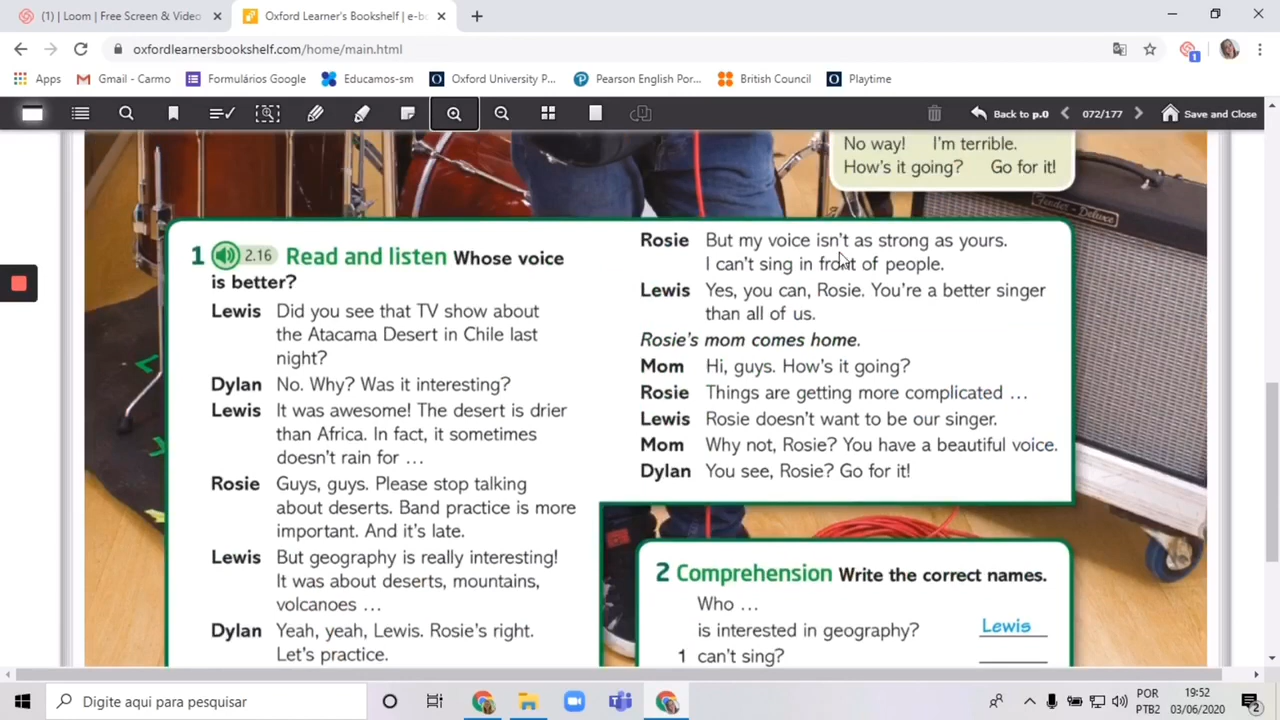 (1) | Loom | Free Screen & Video
Oxford Learner's Bookshelf | e-bo
oxfordlearnersbookshelf.com/home/main.html
1
Apps
Gmail - Carmo
Formulários Google
Educamos-sm
Oxford University P...
Pearson English Por...
British Council
Playtime
Back to p.0
072/177
Save and Close
No way! I'm terrible.
How's it going? Go for it!
Fender - Deluxe
1 2.16 Read and listen Whose voice
is better?
Lewis Did you see that TV show about
the Atacama Desert in Chile last
night?
Dylan No. Why? Was it interesting?
Lewis It was awesome! The desert is drier
than Africa. In fact, it sometimes
doesn't rain for ...
Rosie Guys, guys. Please stop talking
about deserts. Band practice is more
important. And it's late.
Lewis But geography is really interesting!
It was about deserts, mountains,
volcanoes ...
Dylan Yeah, yeah, Lewis. Rosie's right.
Let's practice.
Rosie But my voice isn't as strong as yours.
I can't sing in front of people.
Lewis Yes, you can, Rosie. You're a better singer
than all of us.
Rosie's mom comes home.
Mom Hi, guys. How's it going?
Rosie Things are getting more complicated ...
Lewis Rosie doesn't want to be our singer.
Mom Why not, Rosie? You have a beautiful voice.
Dylan You see, Rosie? Go for it!
2 Comprehension Write the correct names.
Who ...
is interested in geography? Lewis
1 can't sing?
Digite aqui para pesquisar
POR
PTB2
19:52
03/06/2020
2